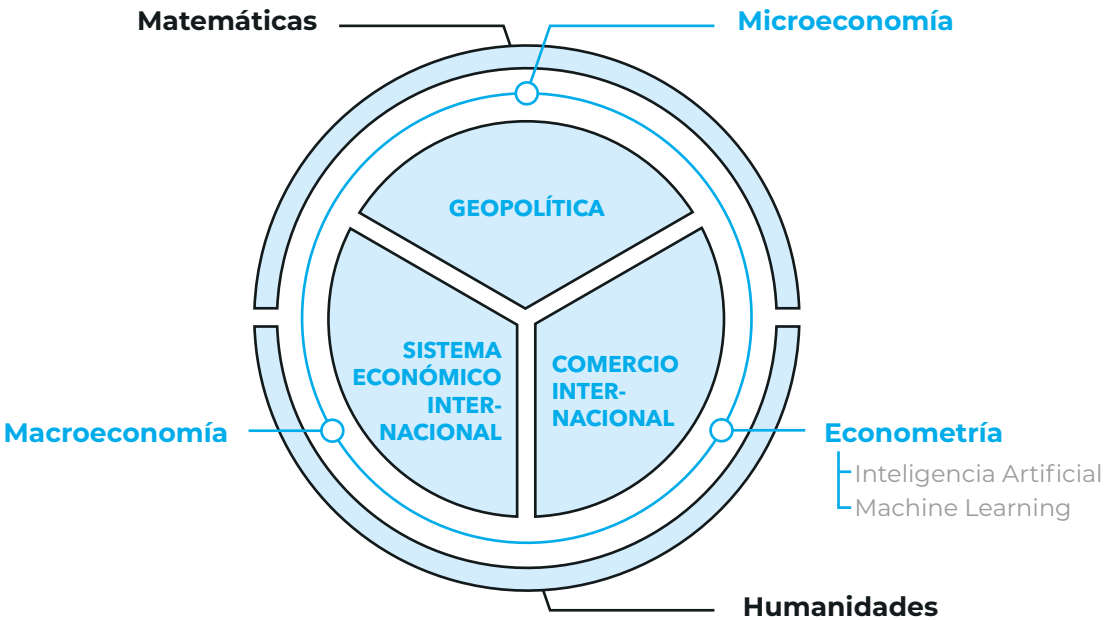 Matemáticas
Microeconomía
GEOPOLÍTICA
SISTEMA
ECONÓMICO
INTER-
NACIONAL
COMERCIO
INTER-
NACIONAL
Macroeconomía
Econometría
Inteligencia Artificial
Machine Learning
Humanidades